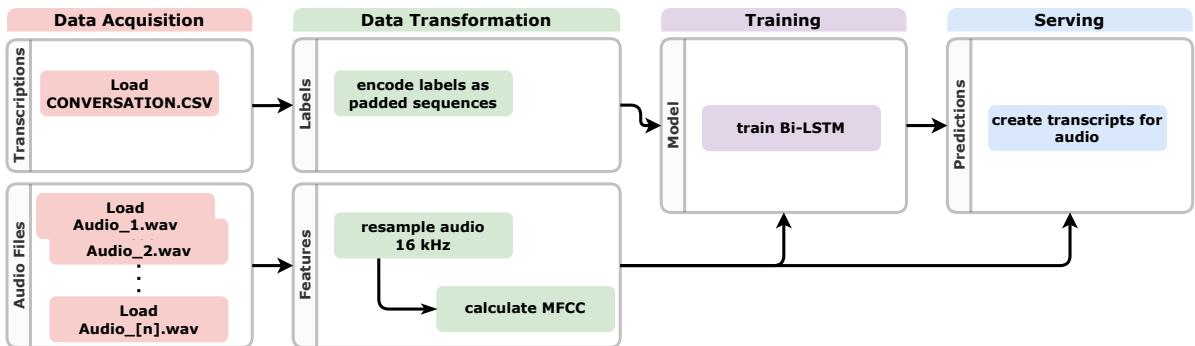 Data Acquisition
Data Transformation
Training
Serving
Transcriptions
Load
CONVERSATION.CSV
Labels
encode labels as
padded sequences
Model
train Bi-LSTM
Predictions
create transcripts for
audio
Audio Files
Load
Audio_1.wav
Audio_2.wav
Load
Audio_[n].wav
Features
resample audio
16 kHz
calculate MFCC